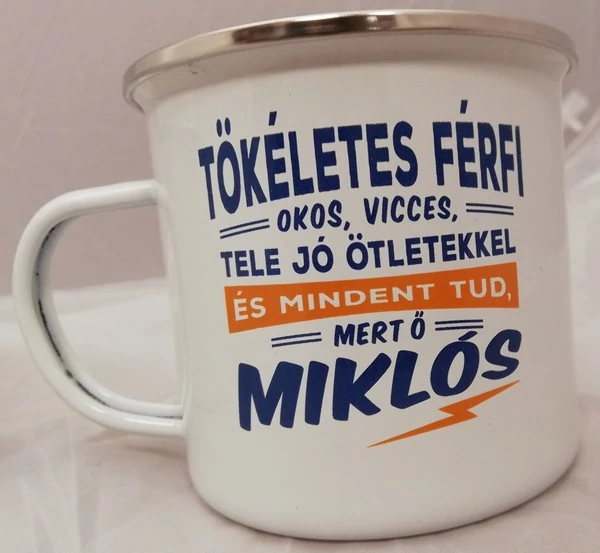 TÖKÉLETES FÉRFI
OKOS, VICCES,
TELE JÓ ÖTLETEKKEL
ÉS MINDENT TUD,
MERT Ő
MIKLÓS